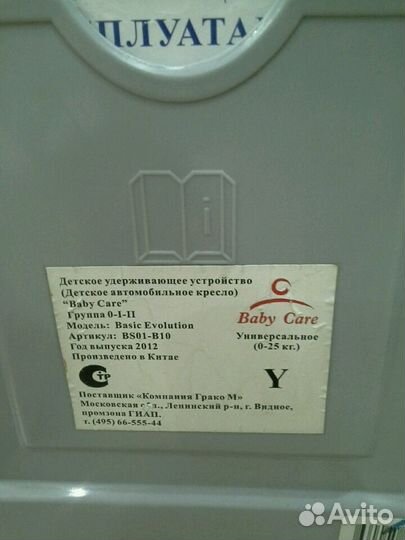 ПЛУАТА
i
Детское удерживающее устройство
(Детское автомобильное кресло)
"Baby Care"
Группа 0-I-II
Модель: Basic Evolution
Артикул: BS01-B10
Год выпуска 2012
Произведено в Китае
Baby Care
Универсальное
(0-25 кг.)
Y
Поставщик «Компания Грако М»
Московская обл., Ленинский р-н, г. Видное,
промзона ГИАП.
т. (495) 66-555-44
Avito